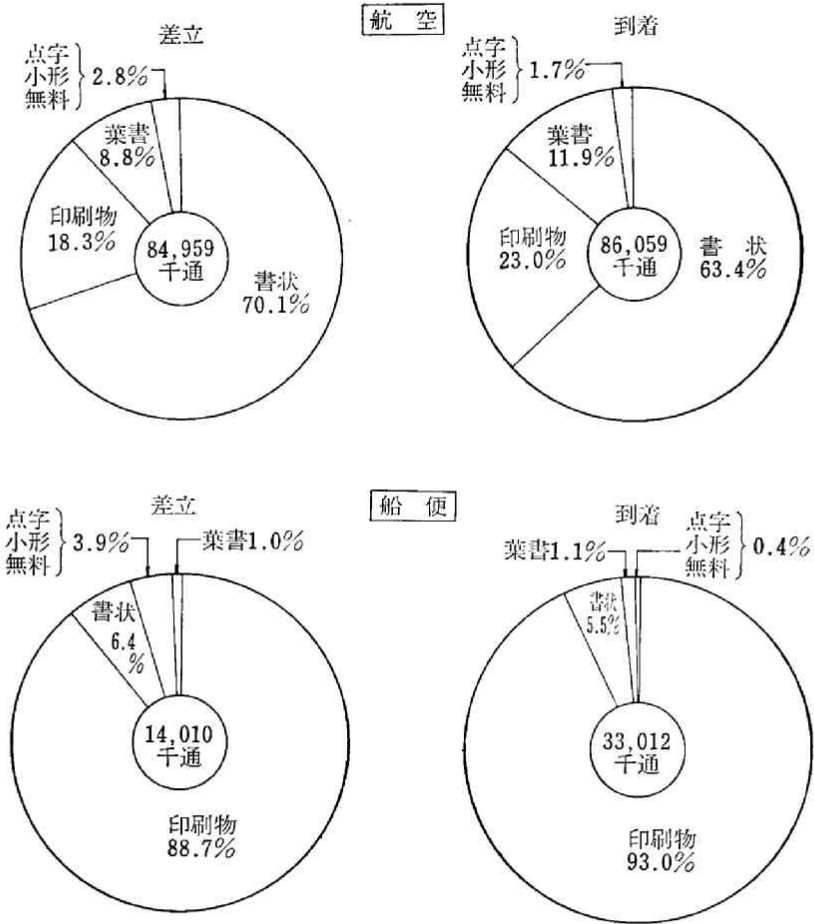 航空
差立
点字
小形
無料
2.8%
葉書
8.8%
印刷物
18.3%
84,959
千通
書状
70.1%
到着
点字
小形
無料
1.7%
葉書
11.9%
印刷物
23.0%
86,059
千通
書状
63.4%
船便
差立
点字
小形
無料
3.9%
葉書1.0%
書状
6.4
%
14,010
千通
印刷物
88.7%
到着
葉書1.1%
点字
小形
無料
0.4%
書状
5.5%
33,012
千通
印刷物
93.0%